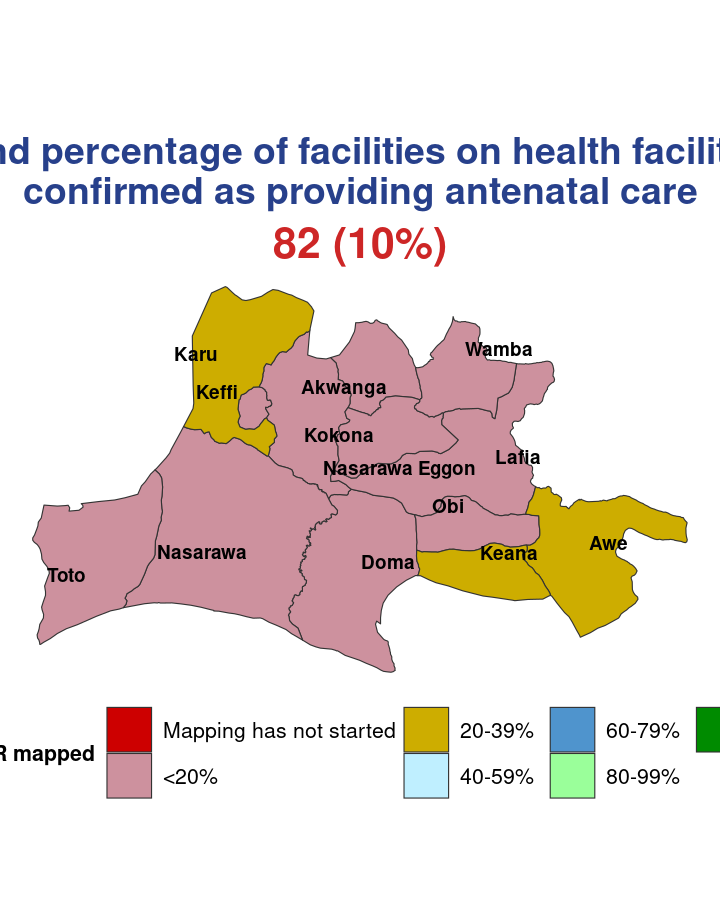 percentage of facilities on health
confirmed as providing antenatal care
82 (10%)
Karu
Wamba
Keffi
Akwanga
Kokona
Nasarawa Eggon
Lafia
Obi
Awe
Nasarawa
Keana
Doma
Toto
mapped
Mapping has not started
20-39%
60-79%
<20%
40-59%
80-99%